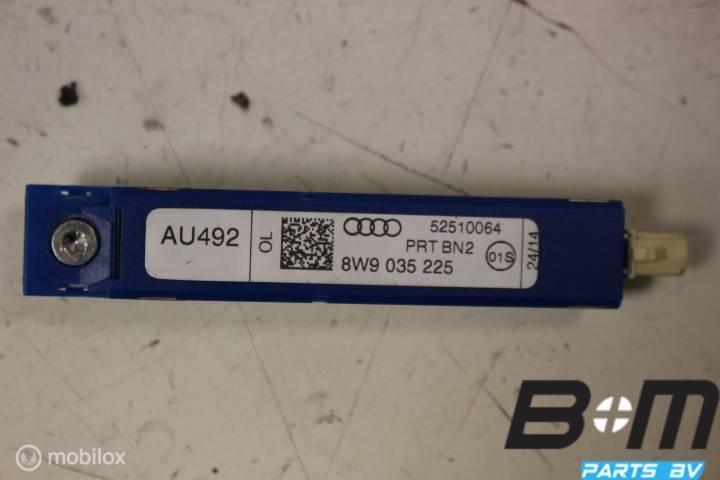 AU492
OL
52510064
PRT BN2
8W9 035 225
01S
24/14
B+M
PARTS BV
mobilox